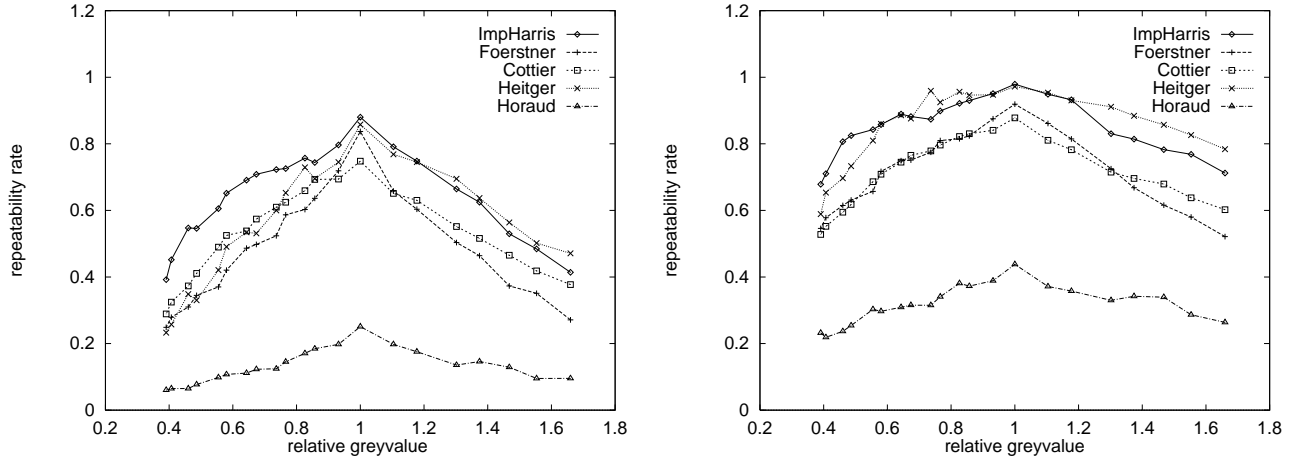 1.2
1
0.8
0.6
0.4
0.2
0
repeatability rate
ImpHarris
Foerstner
Cottier
Heitger
Horaud
0.2 0.4 0.6 0.8 1 1.2 1.4 1.6 1.8
relative greyvalue
1.2
1
0.8
0.6
0.4
0.2
0
repeatability rate
ImpHarris
Foerstner
Cottier
Heitger
Horaud
0.2 0.4 0.6 0.8 1 1.2 1.4 1.6 1.8
relative greyvalue